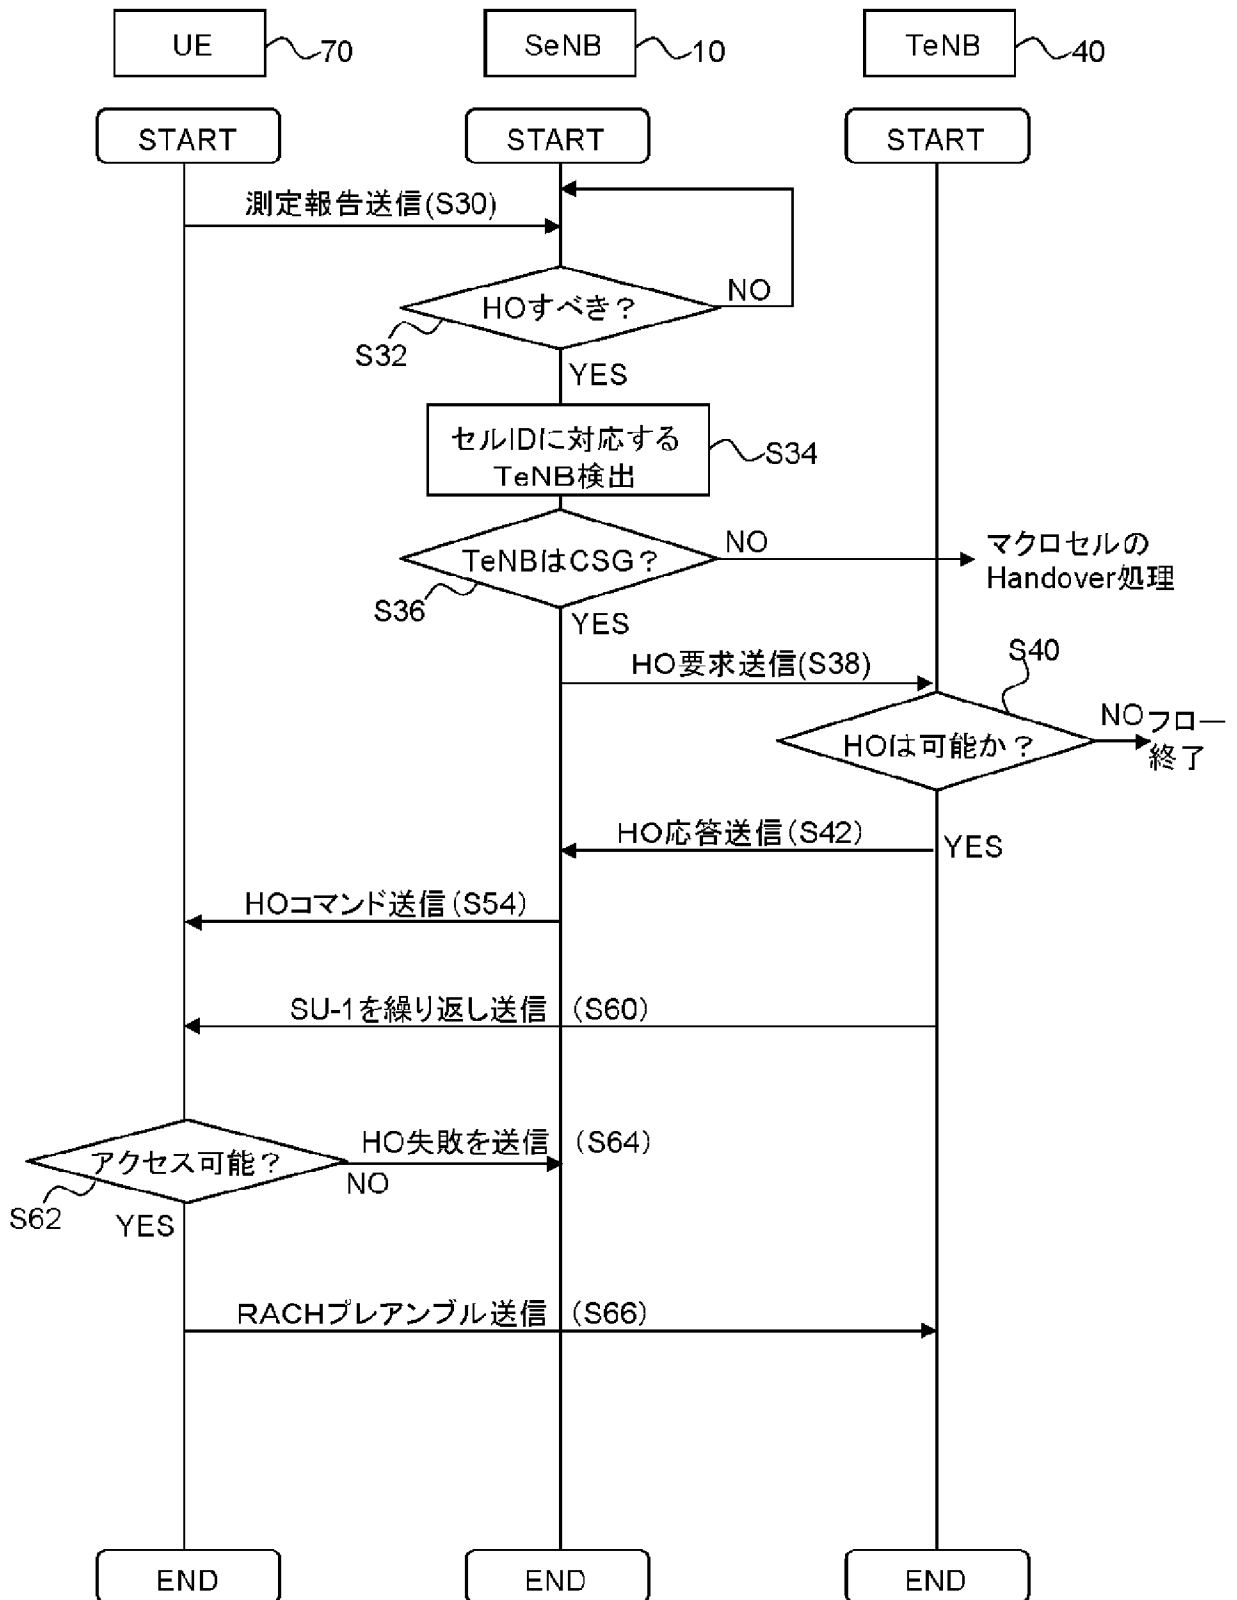 UE
70
SeNB
10
TeNB
40
START
START
START
測定報告送信(S30)
HOすべき？
NO
S32
YES
セルIDに対応する
TeNB検出
S34
TeNBはCSG？
NO
マクロセルの
Handover処理
S36
YES
HO要求送信(S38)
S40
HOは可能か？
NO
フロー
終了
HO応答送信(S42)
YES
HOコマンド送信(S54)
SU-1を繰り返し送信 (S60)
アクセス可能？
HO失敗を送信 (S64)
NO
S62
YES
RACHプレアンブル送信 (S66)
END
END
END